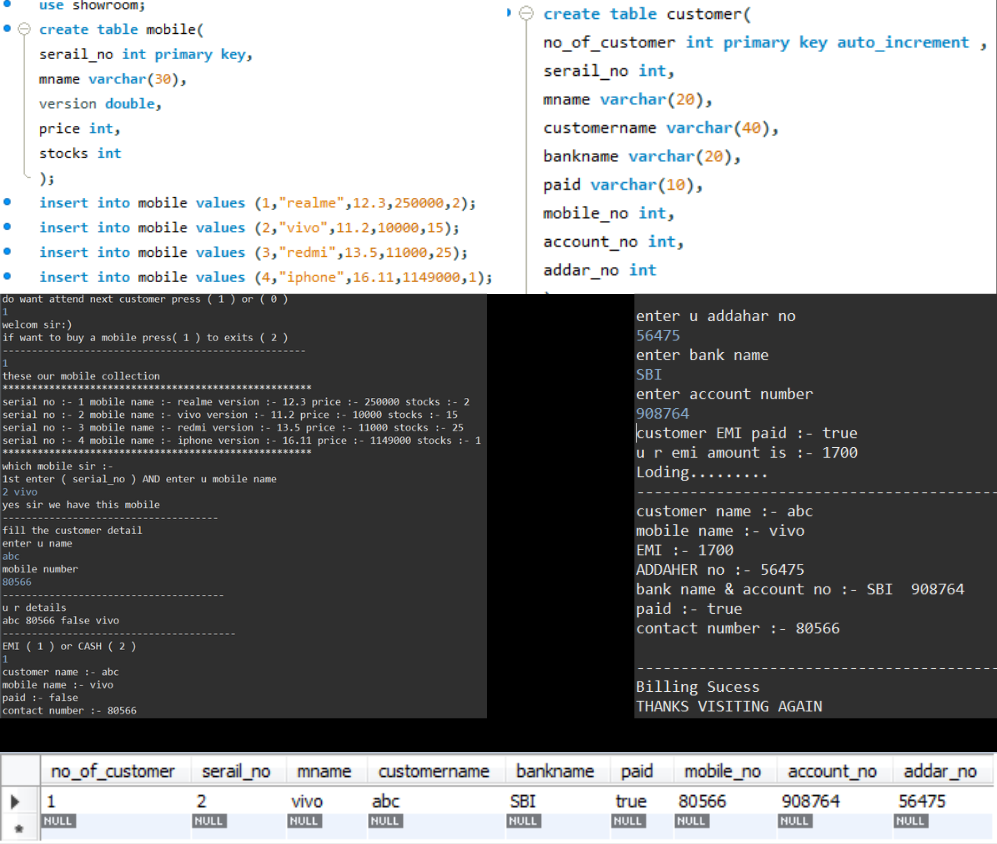 use showroom;
create table mobile(
serail_no int primary key,
mname varchar(30),
version double,
price int,
stocks int
);
insert into mobile values (1,"realme",12.3,250000,2);
insert into mobile values (2,"vivo",11.2,10000,15);
insert into mobile values (3,"redmi",13.5,11000,25);
insert into mobile values (4,"iphone",16.11,1149000,1);
create table customer(
no_of_customer int primary key auto_increment ,
serail_no int,
mname varchar(20),
customername varchar(40),
bankname varchar(20),
paid varchar(10),
mobile_no int,
account_no int,
addar_no int
do want attend next customer press ( 1 ) or ( 0 )
1
welcom sir:)
if want to buy a mobile press( 1 ) to exits ( 2 )
--------------------------------------------------
1
these our mobile collection
****************************************************
serial no :- 1 mobile name :- realme version :- 12.3 price :- 250000 stocks :- 2
serial no :- 2 mobile name :- vivo version :- 11.2 price :- 10000 stocks :- 15
serial no :- 3 mobile name :- redmi version :- 13.5 price :- 11000 stocks :- 25
serial no :- 4 mobile name :- iphone version :- 16.11 price :- 1149000 stocks :- 1
****************************************************
which mobile sir :-
1st enter ( serial_no ) AND enter u mobile name
2 vivo
yes sir we have this mobile
------------------------------------
fill the customer detail
enter u name
abc
mobile number
80566
-------------------------------------
u r details
abc 80566 false vivo
---------------------------------------
EMI ( 1 ) or CASH ( 2 )
1
customer name :- abc
mobile name :- vivo
paid :- false
contact number :- 80566
enter u addahar no
56475
enter bank name
SBI
enter account number
908764
customer EMI paid :- true
u r emi amount is :- 1700
Loding.........
---------------------------------------
customer name :- abc
mobile name :- vivo
EMI :- 1700
ADDAHER no :- 56475
bank name & account no :- SBI  908764
paid :- true
contact number :- 80566
---------------------------------------
Billing Sucess
THANKS VISITING AGAIN
no_of_customer serail_no mname customername bankname paid mobile_no account_no addar_no
1 2 vivo abc SBI true 80566 908764 56475
NULL NULL NULL NULL NULL NULL NULL NULL NULL